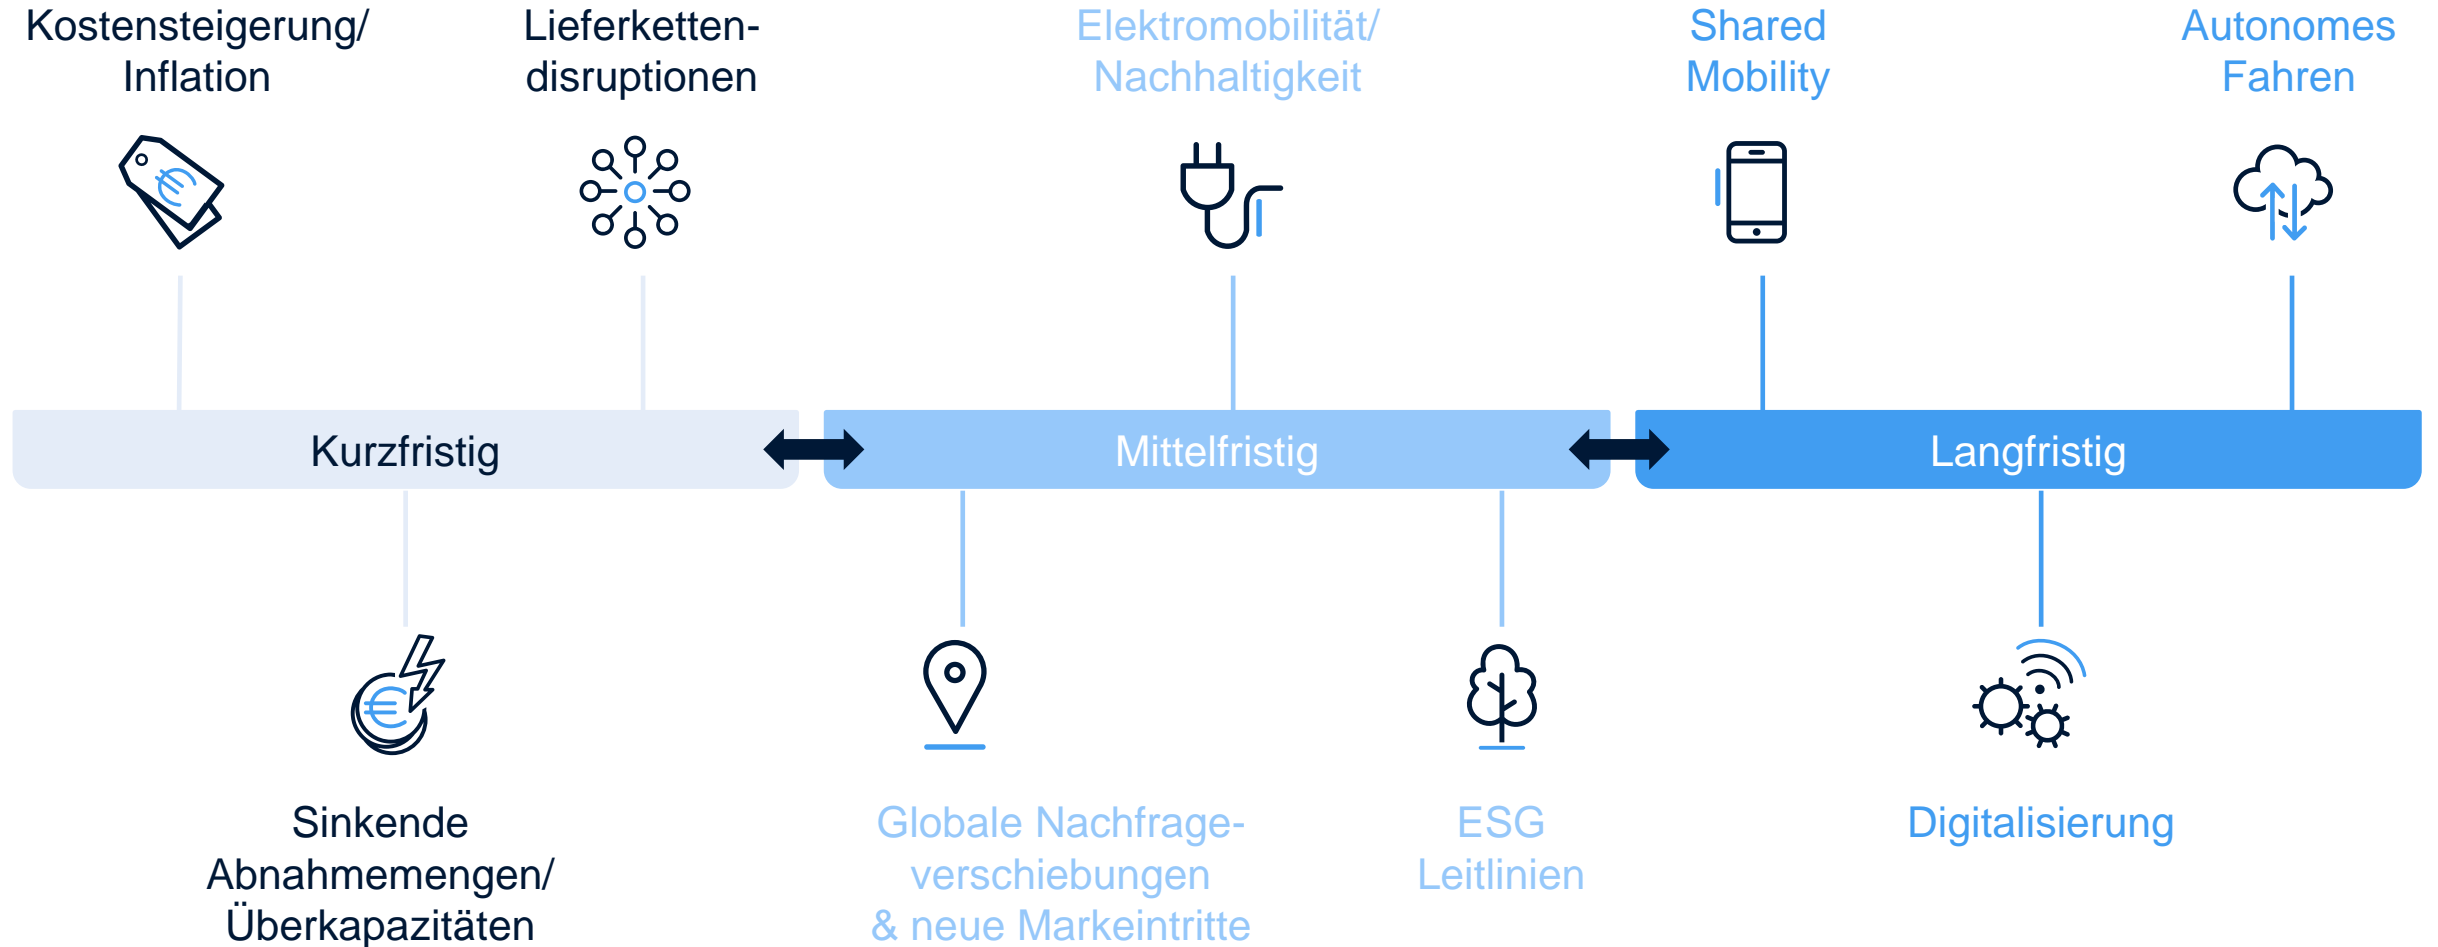 Kostensteigerung/
Inflation
Lieferketten-
disruptionen
Elektromobilität/
Nachhaltigkeit
Shared
Mobility
Autonomes
Fahren
Kurzfristig
Mittelfristig
Langfristig
Sinkende
Abnahmemengen/
Überkapazitäten
Globale Nachfrage-
verschiebungen
& neue Markeintritte
ESG
Leitlinien
Digitalisierung